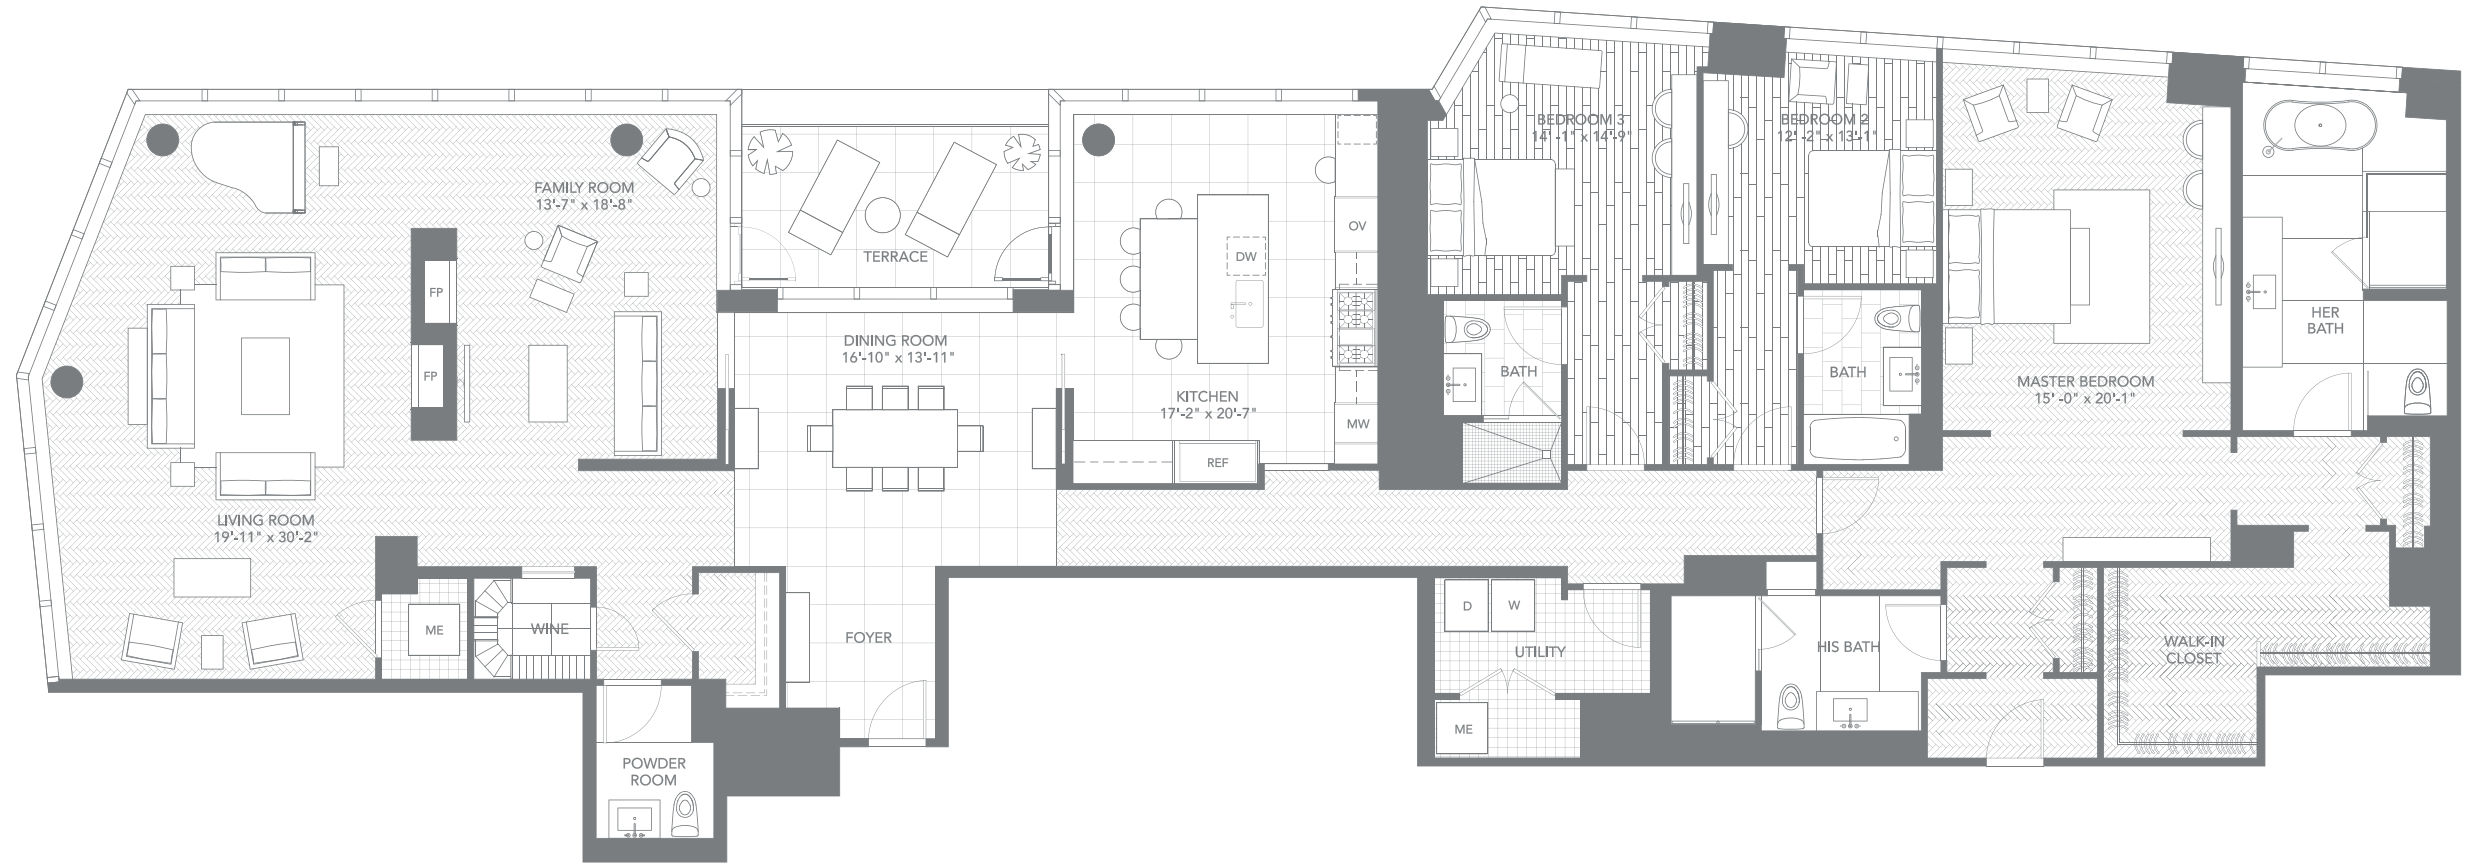 FAMILY ROOM
13'-7" x 18'-8"
FP
FP
LIVING ROOM
19'-11" x 30'-2"
ME
WINE
POWDER
ROOM
TERRACE
DINING ROOM
16'-10" x 13'-11"
FOYER
DW
OV
KITCHEN
17'-2" x 20'-7"
MW
REF
BEDROOM 3
14' -1" x 14'-9"
BEDROOM 2
12' -2" x 13'-1"
BATH
BATH
MASTER BEDROOM
15' -0" x 20'-1"
HER
BATH
D
W
UTILITY
ME
HIS BATH
WALK-IN
CLOSET